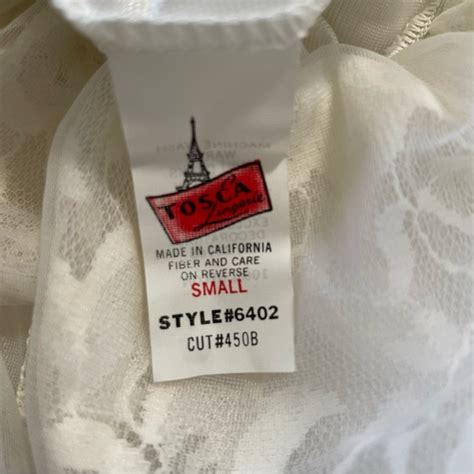 TOSCA
Lingerie
MADE IN CALIFORNIA
FIBER AND CARE
ON REVERSE
SMALL
STYLE#6402
CUT#450B